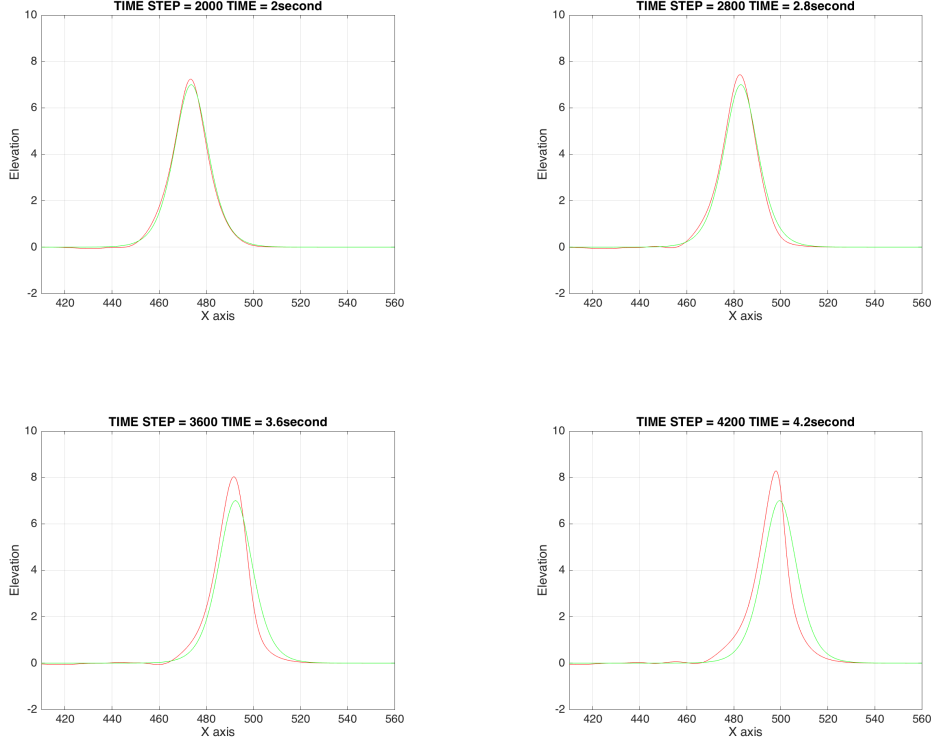 TIME STEP = 2000 TIME = 2second
10
8
6
4
2
0
-2
Elevation
420 440 460 480 500 520 540 560
X axis
TIME STEP = 2800 TIME = 2.8second
10
8
6
4
2
0
-2
Elevation
420 440 460 480 500 520 540 560
X axis
TIME STEP = 3600 TIME = 3.6second
10
8
6
4
2
0
-2
Elevation
420 440 460 480 500 520 540 560
X axis
TIME STEP = 4200 TIME = 4.2second
10
8
6
4
2
0
-2
Elevation
420 440 460 480 500 520 540 560
X axis